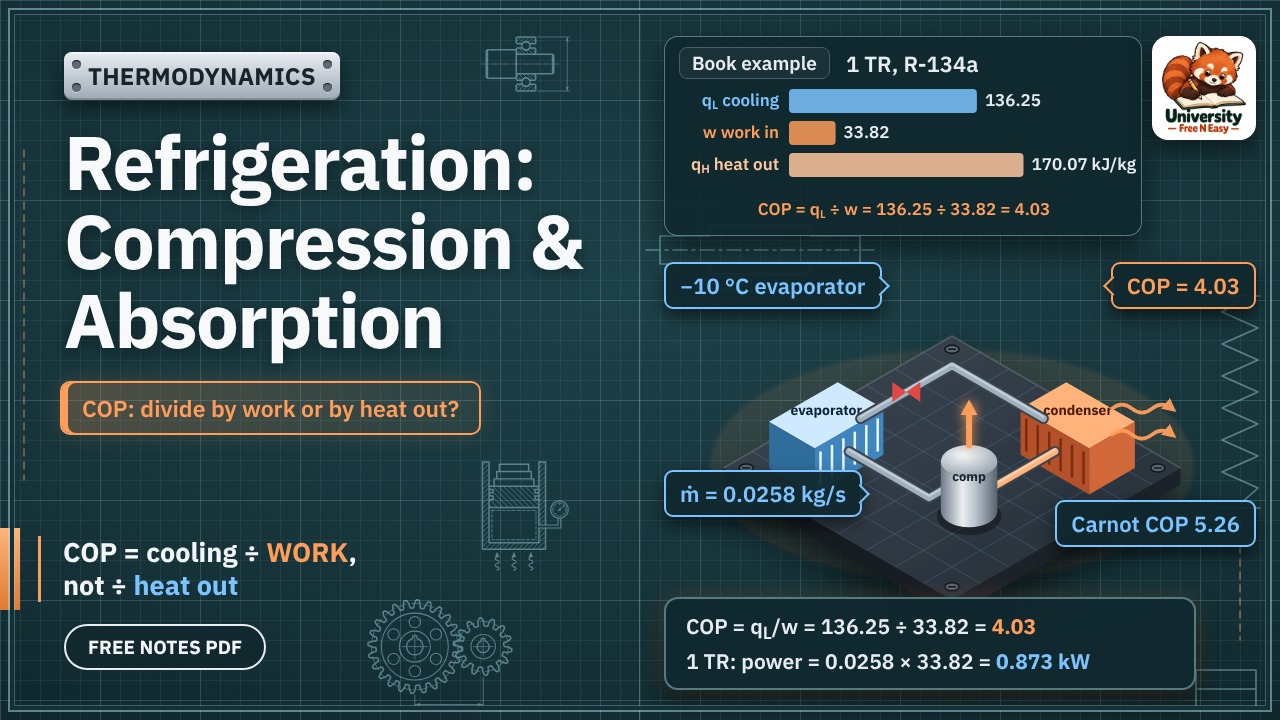 THERMODYNAMICS
Refrigeration:
Compression &
Absorption
COP: divide by work or by heat out?
COP = cooling ÷ WORK,
not ÷ heat out
FREE NOTES PDF
Book example 1 TR, R-134a
qL cooling 136.25
w work in 33.82
qH heat out 170.07 kJ/kg
COP = qL ÷ w = 136.25 ÷ 33.82 = 4.03
University
Free N Easy
−10 °C evaporator
COP = 4.03
evaporator
condenser
comp
ṁ = 0.0258 kg/s
Carnot COP 5.26
COP = qL/w = 136.25 ÷ 33.82 = 4.03
1 TR: power = 0.0258 × 33.82 = 0.873 kW